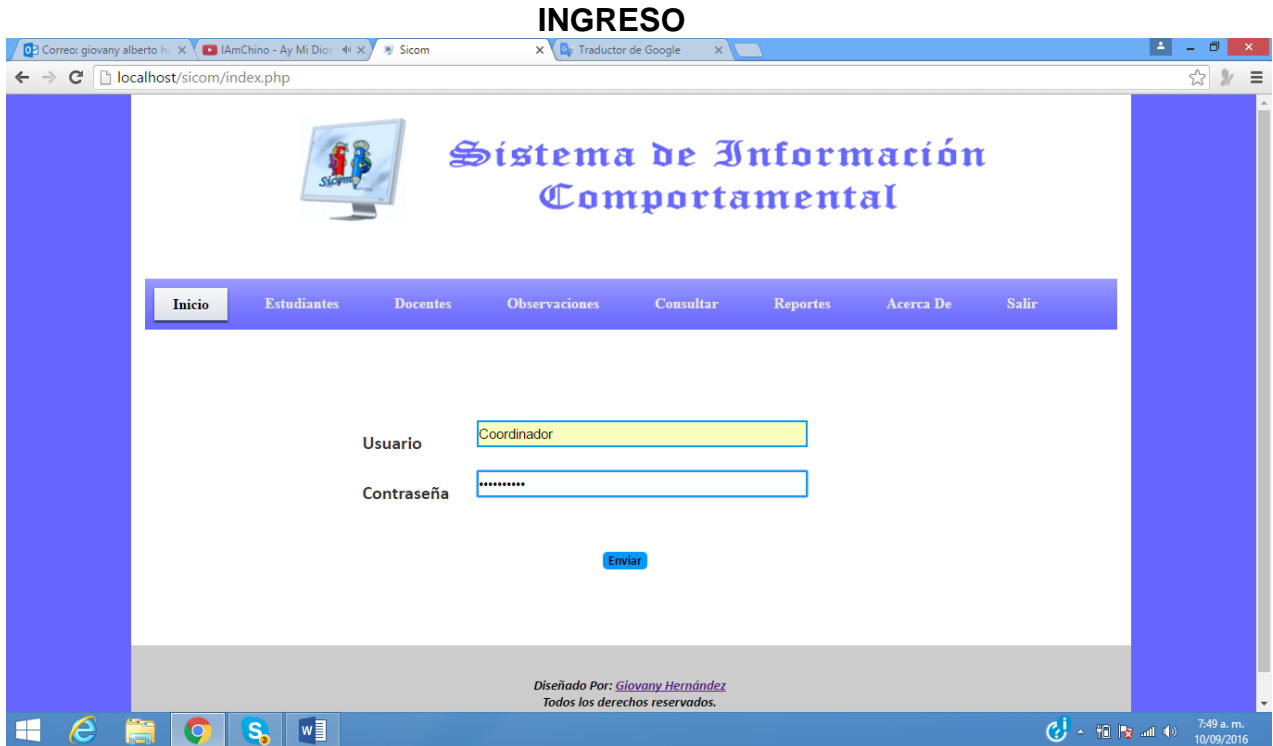 INGRESO
Correo: giovany alberto he
IAmChino - Ay Mi Dios
Sicom
Traductor de Google
localhost/sicom/index.php
Sicom
Sistema de Información
Comportamental
Inicio Estudiantes Docentes Observaciones Consultar Reportes Acerca De Salir
Usuario Coordinador
Contraseña ••••••••••
Enviar
Diseñado Por: Giovany Hernández
Todos los derechos reservados.
7:49 a. m.
10/09/2016